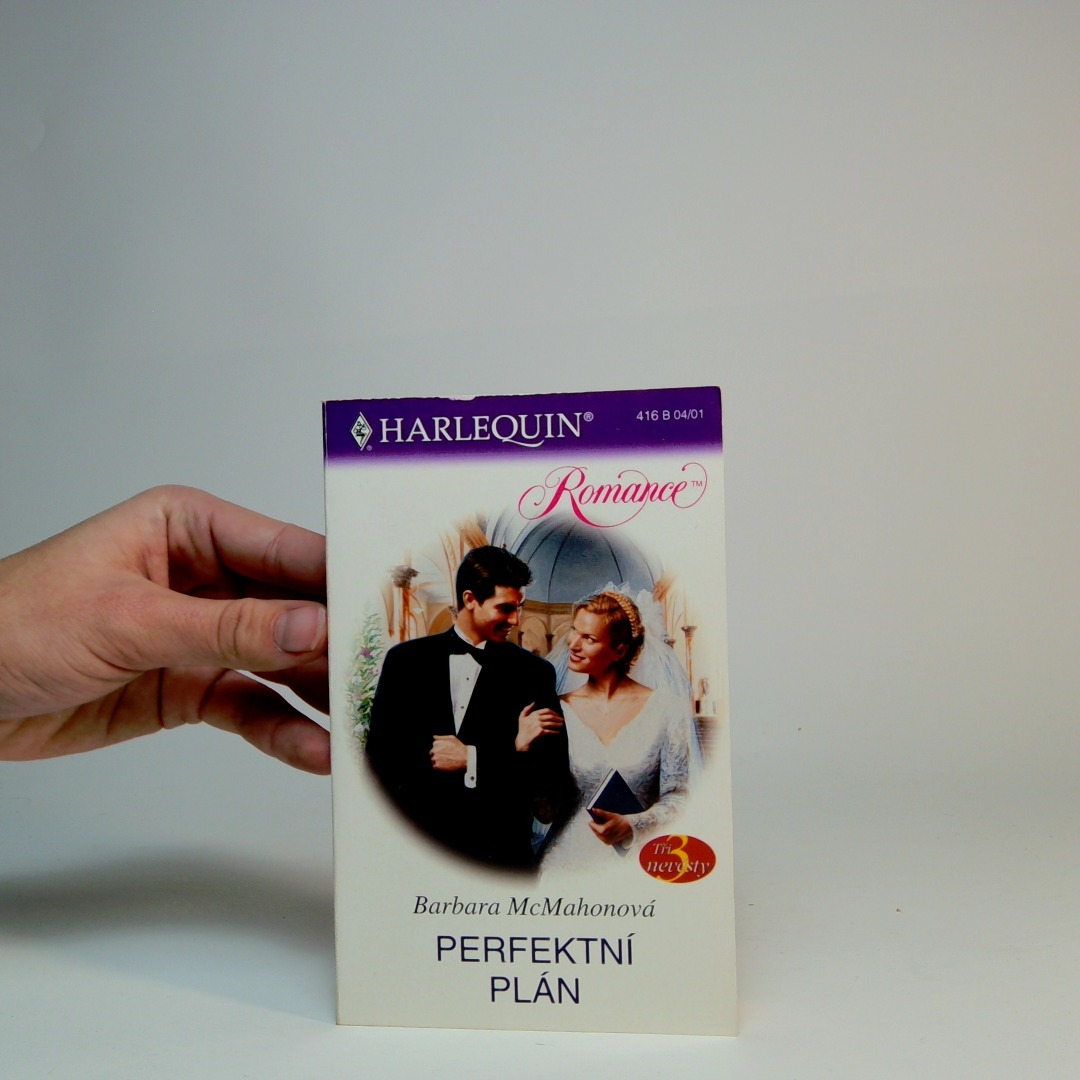 HARLEQUIN®
416 B 04/01
Romance™
Tři
3
nevěsty
Barbara McMahonová
PERFEKTNÍ
PLÁN